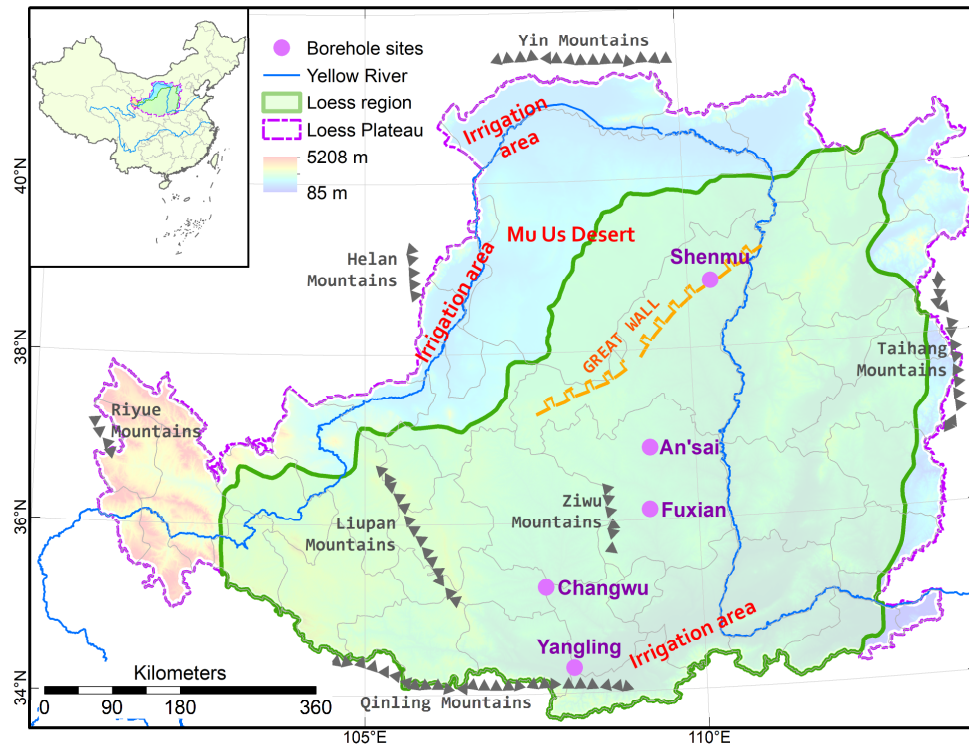 Yin Mountains
Borehole sites
Yellow River
Loess region
Loess Plateau
5208 m
85 m
Irrigation
area
40°N
Mu Us Desert
Helan
Mountains
Shenmu
Irrigation area
GREAT WALL
38°N
Taihang
Mountains
Riyue
Mountains
An'sai
36°N
Fuxian
Ziwu
Mountains
Liupan
Mountains
Changwu
Irrigation area
Yangling
Kilometers
34°N
0 90 180 360
Qinling Mountains
105°E
110°E